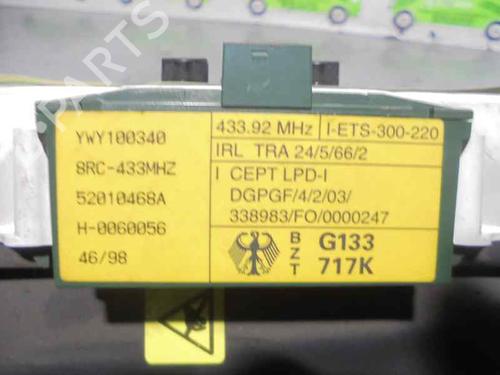 YWY100340
8RC-433MHZ
52010468A
H-0060056
46/98
433.92 MHz I-ETS-300-220
IRL TRA 24/5/66/2
I CEPT LPD-I
DGPGF/4/2/03/
338983/FO/0000247
BZT G133
717K